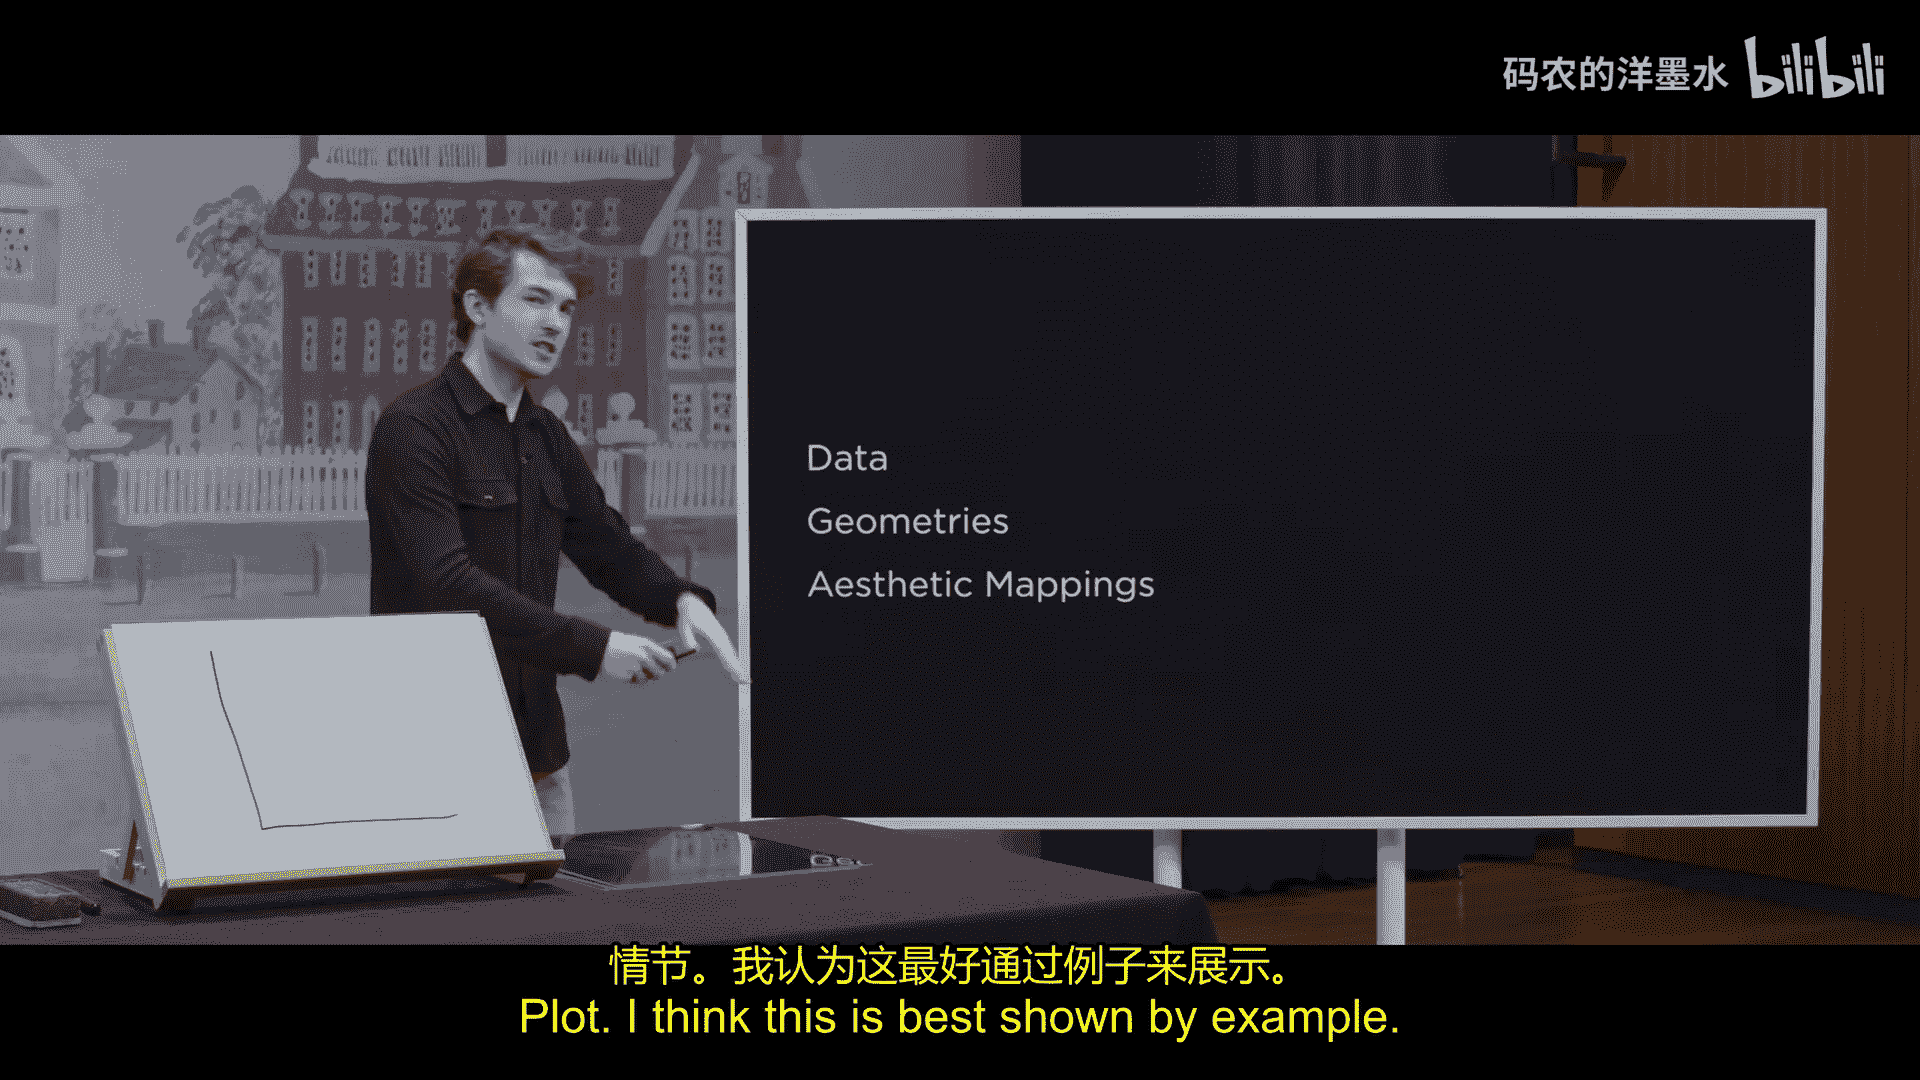 码农的洋墨水 bilibili
Data
Geometries
Aesthetic Mappings
情节。我认为这最好通过例子来展示。
Plot. I think this is best shown by example.